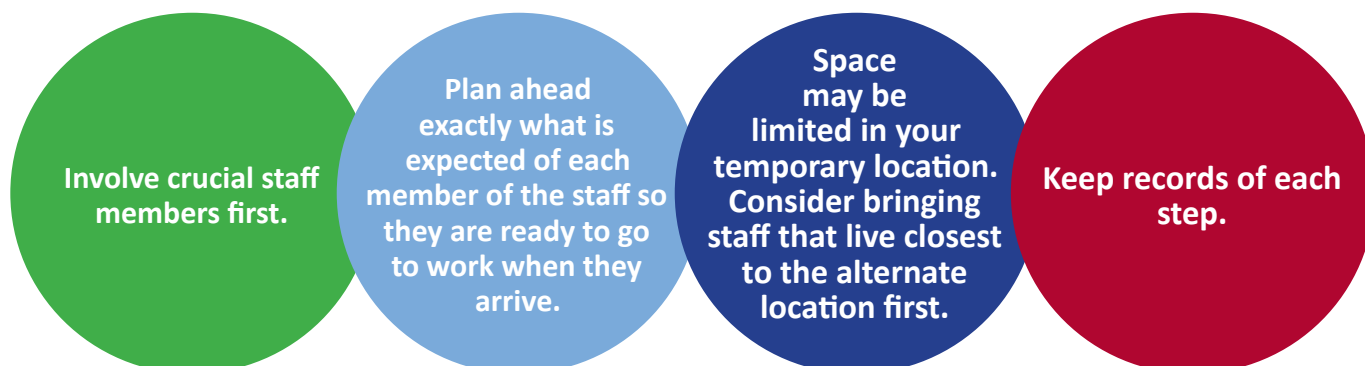 Involve crucial staff
members first.
Plan ahead
exactly what is
expected of each
member of the staff so
they are ready to go
to work when they
arrive.
Space
may be
limited in your
temporary location.
Consider bringing
staff that live closest
to the alternate
location first.
Keep records of each
step.